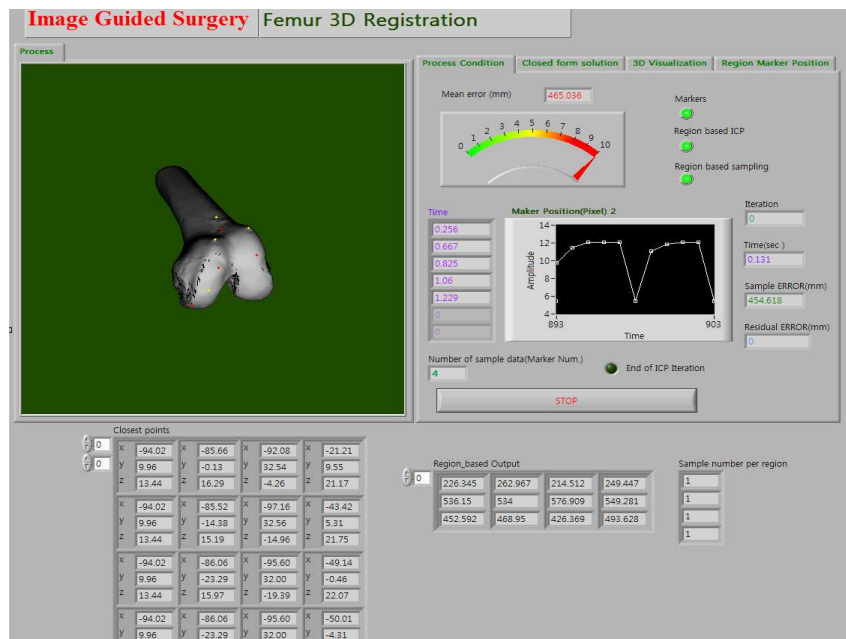 Image Guided Surgery Femur 3D Registration
Process
Process Condition Closed form solution 3D Visualization Region Marker Position
Mean error (mm) 465.036
0 1 2 3 4 5 6 7 8 9 10
Markers
Region based ICP
Region based sampling
Time
0.256
0.667
0.825
1.06
1.229
0
0
Maker Position(Pixel) 2
Amplitude
14
12
10
8
6
4
893 903
Time
Iteration
0
Time(sec )
0.131
Sample ERROR(mm)
454.618
Residual ERROR(mm)
0
Number of sample data(Marker Num.)
4
End of ICP Iteration
STOP
Closest points
0
0
x -94.02 x -85.66 x -92.08 x -21.21
y 9.96 y -0.13 y 32.54 y 9.55
z 13.44 z 16.29 z -4.26 z 21.17
x -94.02 x -85.52 x -97.16 x -43.42
y 9.96 y -14.38 y 32.56 y 5.31
z 13.44 z 15.19 z -14.96 z 21.75
x -94.02 x -86.06 x -95.60 x -49.14
y 9.96 y -23.29 y 32.00 y -0.46
z 13.44 z 15.97 z -19.39 z 22.07
x -94.02 x -86.06 x -95.60 x -50.01
y 9.96 y -23.29 y 32.00 y -4.31
Region_based Output
0
226.345 262.967 214.512 249.447
536.15 534 576.909 549.281
452.592 468.95 426.369 493.628
Sample number per region
1
1
1
1